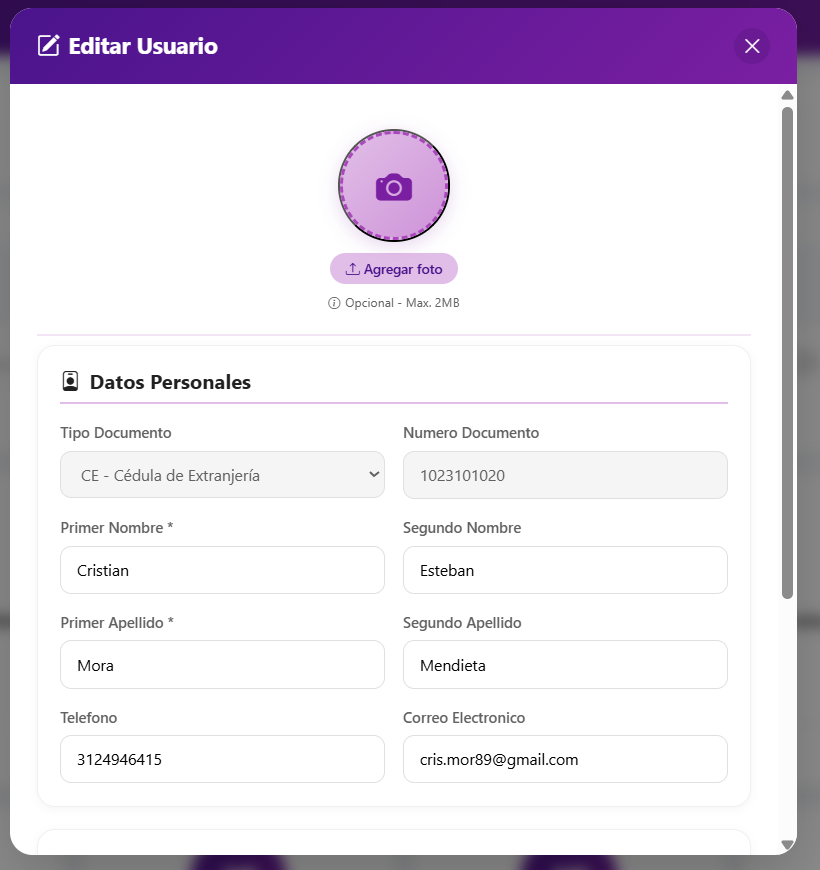 Editar Usuario
Agregar foto
Opcional - Max. 2MB
Datos Personales
Tipo Documento
Numero Documento
CE - Cédula de Extranjería
1023101020
Primer Nombre *
Segundo Nombre
Cristian
Esteban
Primer Apellido *
Segundo Apellido
Mora
Mendieta
Telefono
Correo Electronico
3124946415
cris.mor89@gmail.com